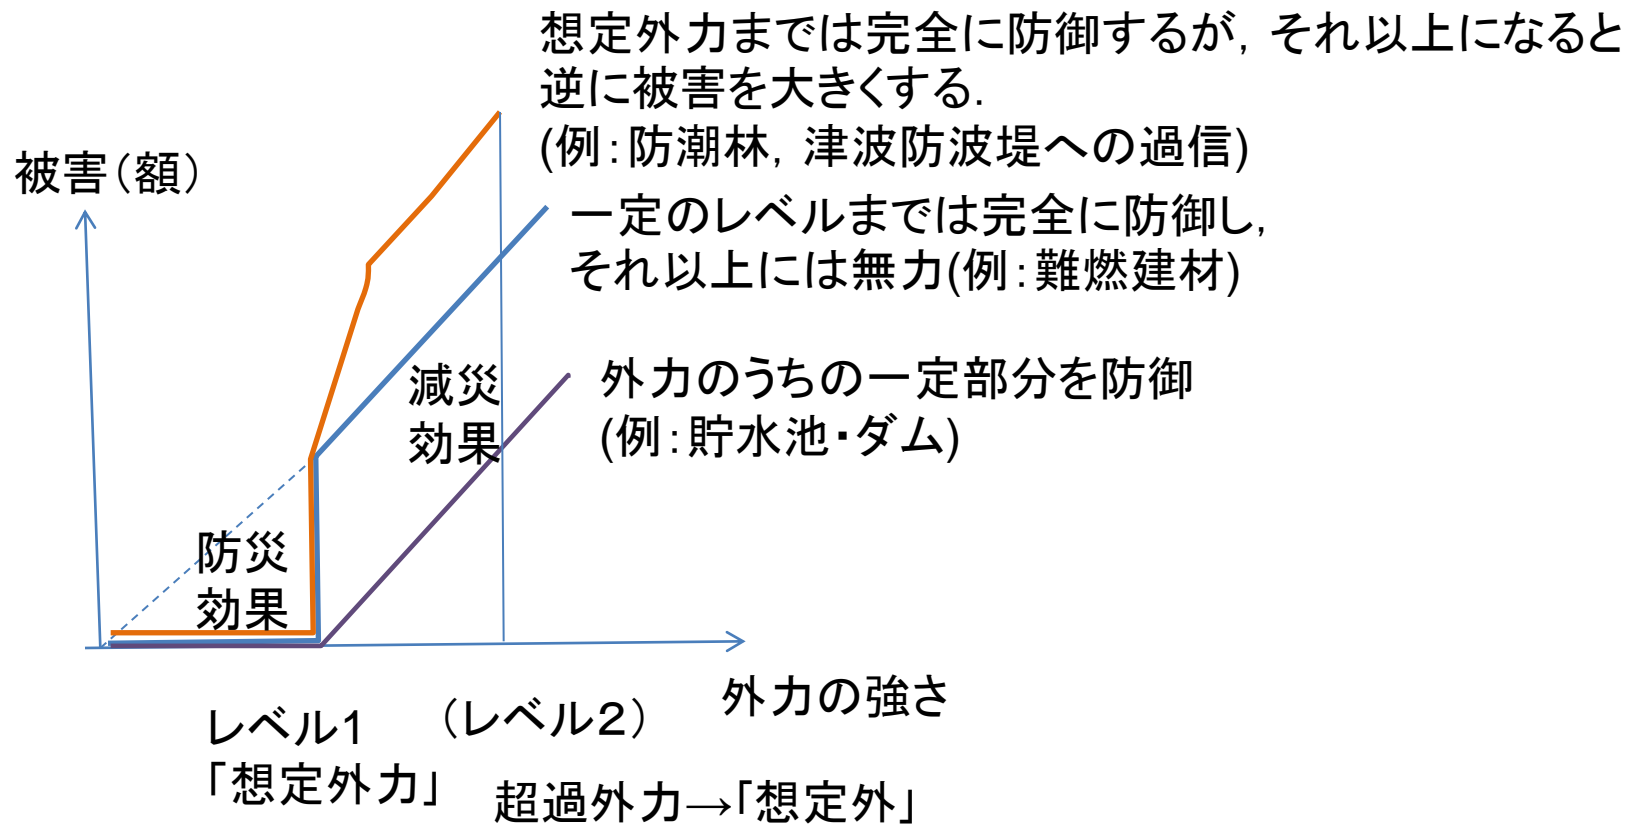 想定外力までは完全に防御するが，それ以上になると
逆に被害を大きくする．
(例：防潮林，津波防波堤への過信)
被害（額）
一定のレベルまでは完全に防御し，
それ以上には無力(例：難燃建材)
減災
効果
外力のうちの一定部分を防御
(例：貯水池・ダム)
防災
効果
外力の強さ
レベル1
（レベル２）
「想定外力」
超過外力→「想定外」